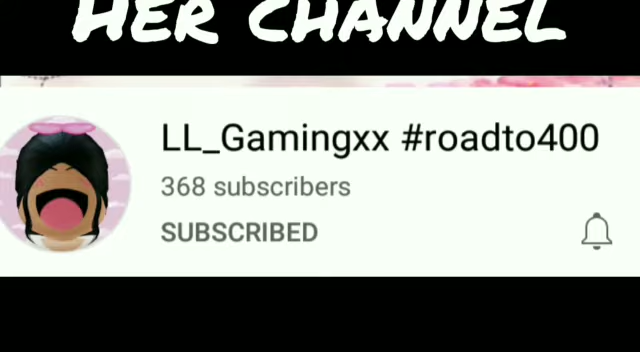 HER CHANNEL
LL_Gamingxx #roadto400
368 subscribers
SUBSCRIBED